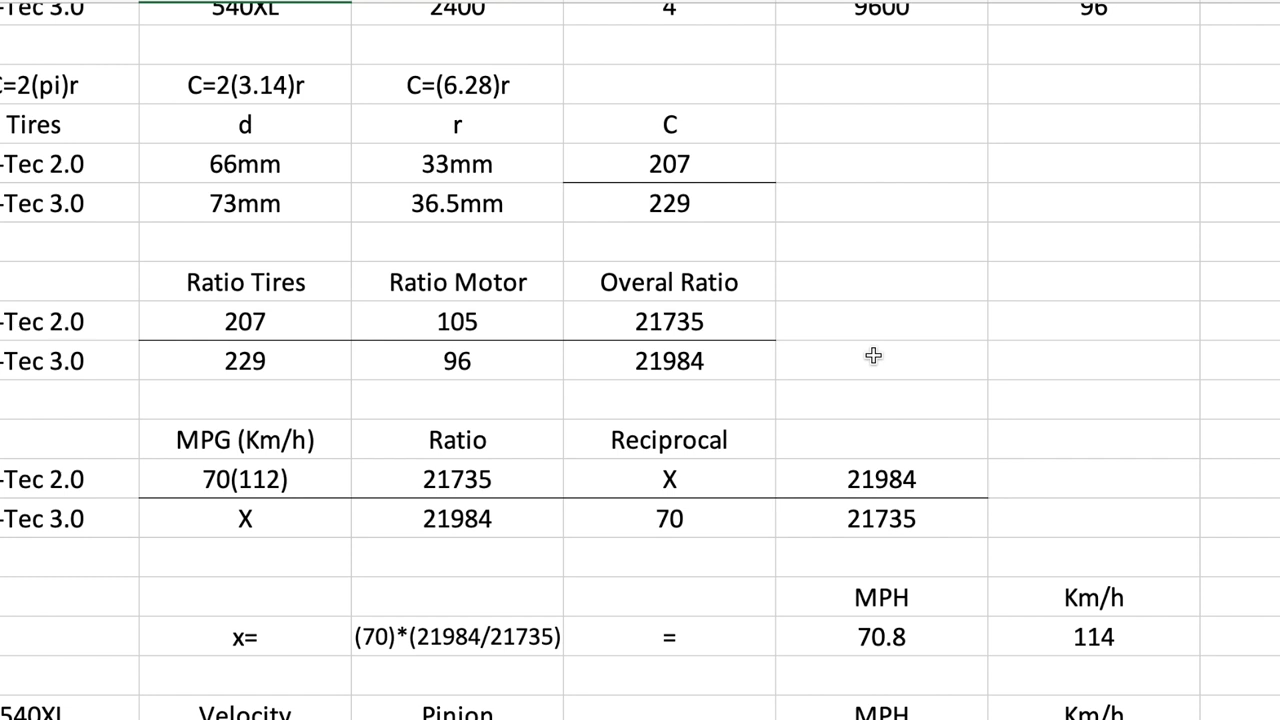 -Tec 3.0 540XL 2400 4 9600 96
C=2(pi)r C=2(3.14)r C=(6.28)r
Tires d r C
-Tec 2.0 66mm 33mm 207
-Tec 3.0 73mm 36.5mm 229
Ratio Tires Ratio Motor Overal Ratio
-Tec 2.0 207 105 21735
-Tec 3.0 229 96 21984
MPG (Km/h) Ratio Reciprocal
-Tec 2.0 70(112) 21735 X 21984
-Tec 3.0 X 21984 70 21735
MPH Km/h
x= (70)*(21984/21735) = 70.8 114
540XL Velocity Pinion MPH Km/h